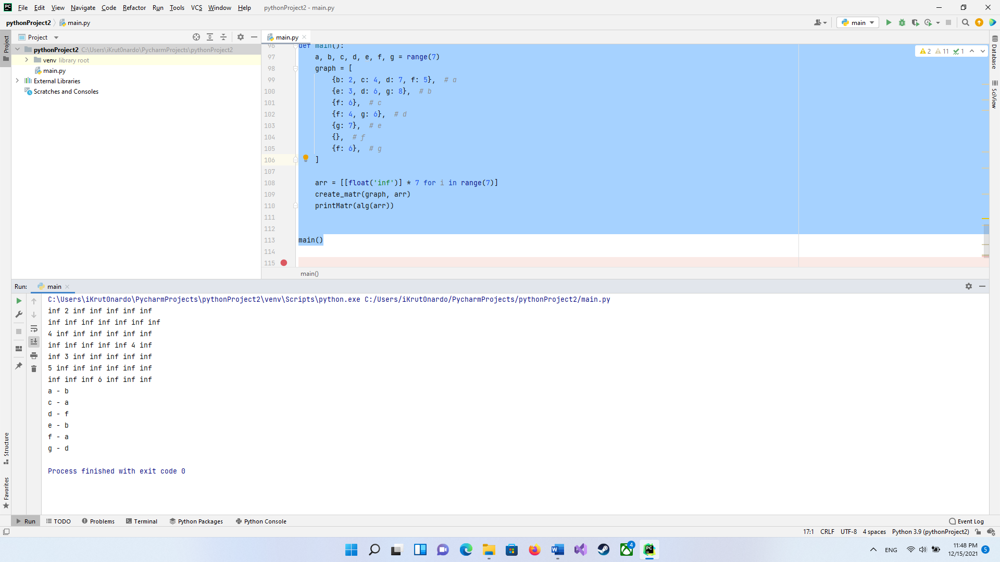 File Edit View Navigate Code Refactor Run Tools VCS Window Help pythonProject2 - main.py
pythonProject2 main.py
main
Project
Project
main.py
pythonProject2 C:\Users\iKrut0nardo\PycharmProjects\pythonProject2
venv library root
main.py
External Libraries
Scratches and Consoles
96 def main():
97 a, b, c, d, e, f, g = range(7)
98 graph = [
99 {b: 2, c: 4, d: 7, f: 5}, # a
100 {e: 3, d: 6, g: 8}, # b
101 {f: 6}, # c
102 {f: 4, g: 6}, # d
103 {g: 7}, # e
104 {}, # f
105 {f: 6}, # g
106 ]
107
108 arr = [[float('inf')] * 7 for i in range(7)]
109 create_matr(graph, arr)
110 printMatr(alg(arr))
111
112
113 main()
114
115
main()
2 11 1
Database
SciView
Run: main
C:\Users\iKrut0nardo\PycharmProjects\pythonProject2\venv\Scripts\python.exe C:/Users/iKrut0nardo/PycharmProjects/pythonProject2/main.py
inf 2 inf inf inf inf inf
inf inf inf inf inf inf inf
4 inf inf inf inf inf inf
inf inf inf inf inf 4 inf
inf 3 inf inf inf inf inf
5 inf inf inf inf inf inf
inf inf inf 6 inf inf inf
a - b
c - a
d - f
e - b
f - a
g - d
Process finished with exit code 0
Structure
Favorites
Run TODO Problems Terminal Python Packages Python Console Event Log
17:1 CRLF UTF-8 4 spaces Python 3.9 (pythonProject2)
4
ENG
11:48 PM
12/15/2021
5